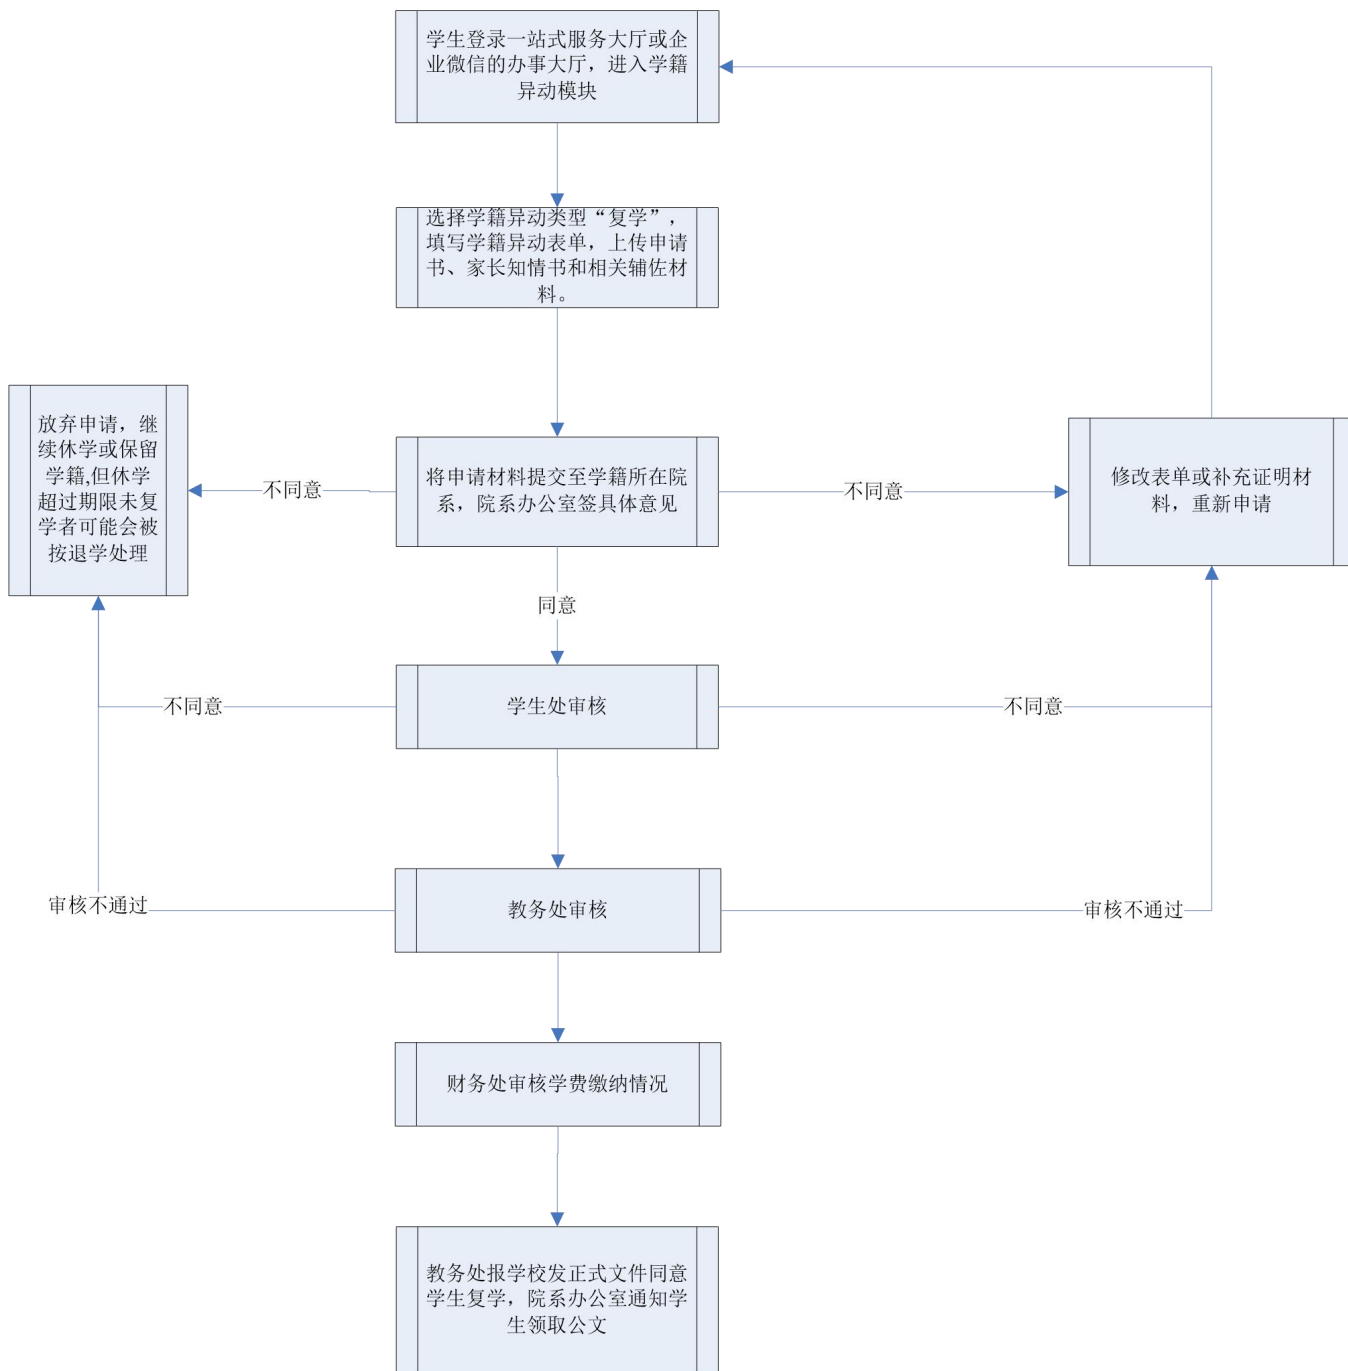 学生登录一站式服务大厅或企
业微信的办事大厅，进入学籍
异动模块
选择学籍异动类型“复学”，
填写学籍异动表单，上传申请
书、家长知情书和相关辅佐材
料。
放弃申请，继
续休学或保留
学籍,但休学
超过期限未复
学者可能会被
按退学处理
不同意
将申请材料提交至学籍所在院
系，院系办公室签具体意见
不同意
修改表单或补充证明材
料，重新申请
同意
不同意
学生处审核
不同意
审核不通过
教务处审核
审核不通过
财务处审核学费缴纳情况
教务处报学校发正式文件同意
学生复学，院系办公室通知学
生领取公文